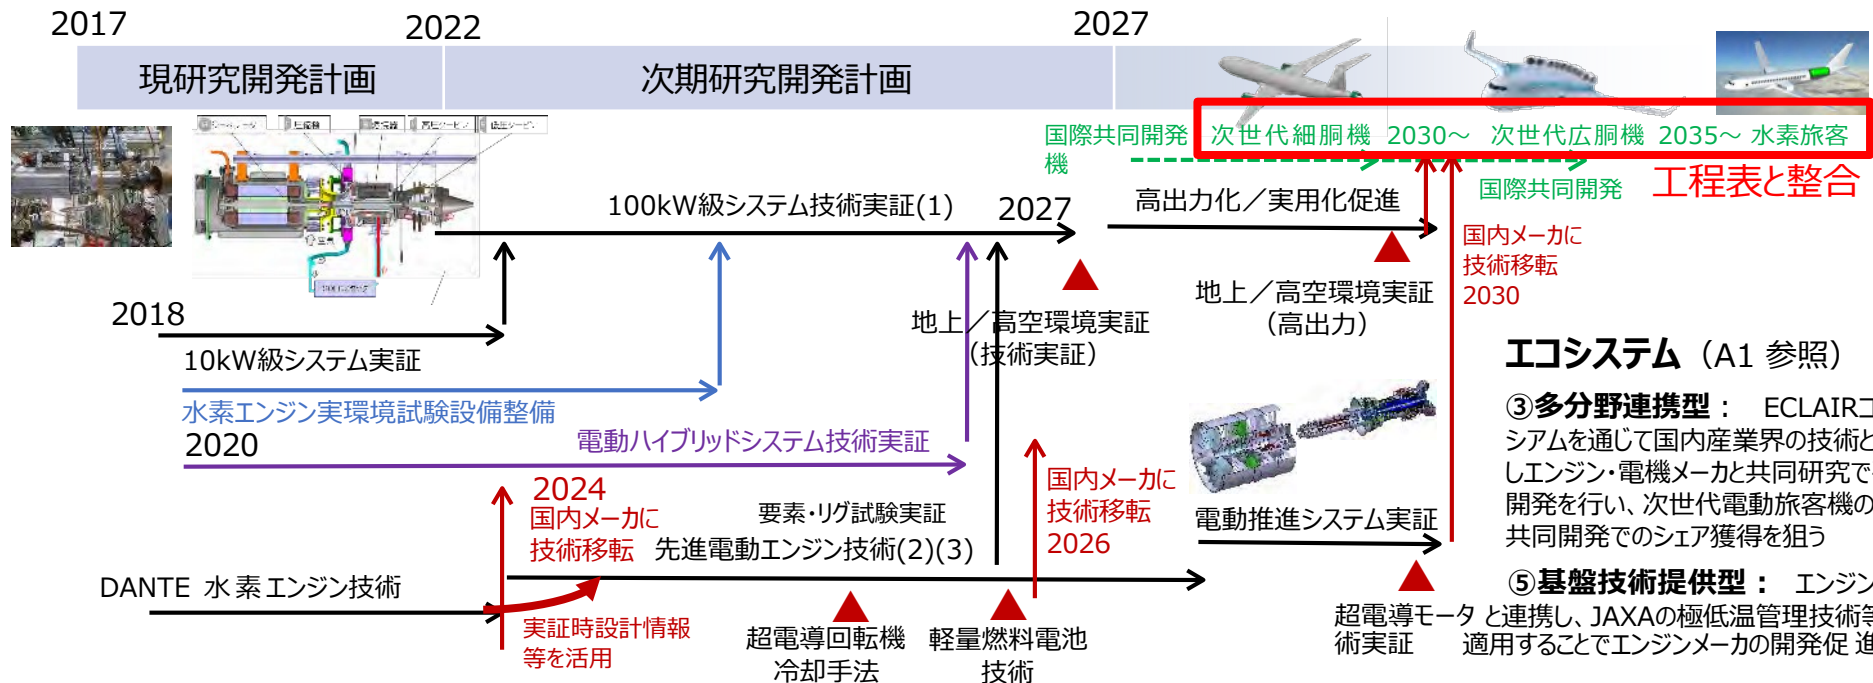 2017
2022
2027
現研究開発計画
次期研究開発計画
国際共同開発
機
次世代細胴機 2030～ 次世代広胴機 2035～ 水素旅客
国際共同開発
工程表と整合
100kW級システム技術実証(1)
2027
高出力化／実用化促進
国内メーカに
技術移転
2030
地上／高空環境実証
（技術実証）
地上／高空環境実証
（高出力）
2018
10kW級システム実証
水素エンジン実環境試験設備整備
2020
電動ハイブリッドシステム技術実証
2024
国内メーカに
技術移転
要素・リグ試験実証
先進電動エンジン技術(2)(3)
国内メーカに
技術移転
2026
電動推進システム実証
DANTE 水素エンジン技術
実証時設計情報
等を活用
超電導回転機
冷却手法
軽量燃料電池
技術
エコシステム（A1 参照）
③多分野連携型： ECLAIRコ
シアムを通じて国内産業界の技術と
しエンジン・電機メーカと共同研究で
開発を行い、次世代電動旅客機の
共同開発でのシェア獲得を狙う
⑤基盤技術提供型： エンジン
超電導モータ と連携し、JAXAの極低温管理技術等
術実証 適用することでエンジンメーカの開発促 進